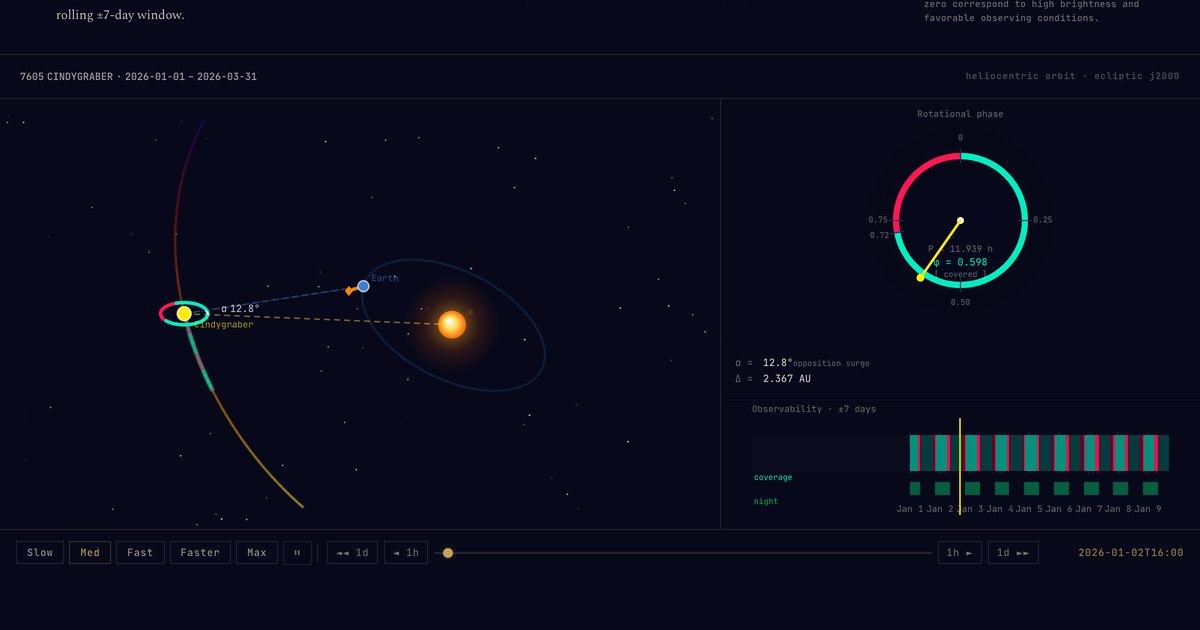 rolling ±7-day window.
zero correspond to high brightness and
favorable observing conditions.
7605 CINDYGRABER · 2026-01-01 – 2026-03-31
heliocentric orbit · ecliptic j2000
Earth
α 12.8°
Cindygraber
Rotational phase
0
0.75
0.25
0.72
P = 11.939 h
φ = 0.598
[ covered ]
0.50
α = 12.8° opposition surge
Δ = 2.367 AU
Observability · ±7 days
coverage
night
Jan 1 Jan 2 Jan 3 Jan 4 Jan 5 Jan 6 Jan 7 Jan 8 Jan 9
Slow Med Fast Faster Max ⏸ ◄◄ 1d ◄ 1h 1h ► 1d ►► 2026-01-02T16:00